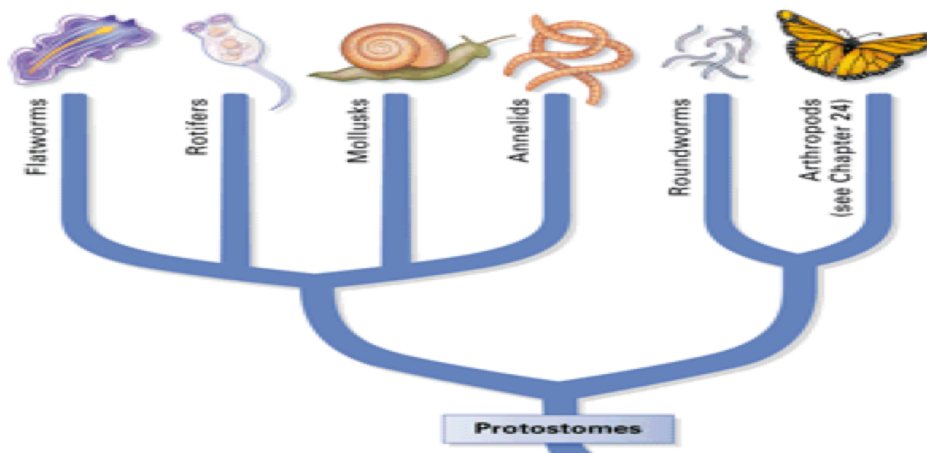 Flatworms
Rotifers
Mollusks
Annelids
Roundworms
Arthropods
(see Chapter 24)
Protostomes